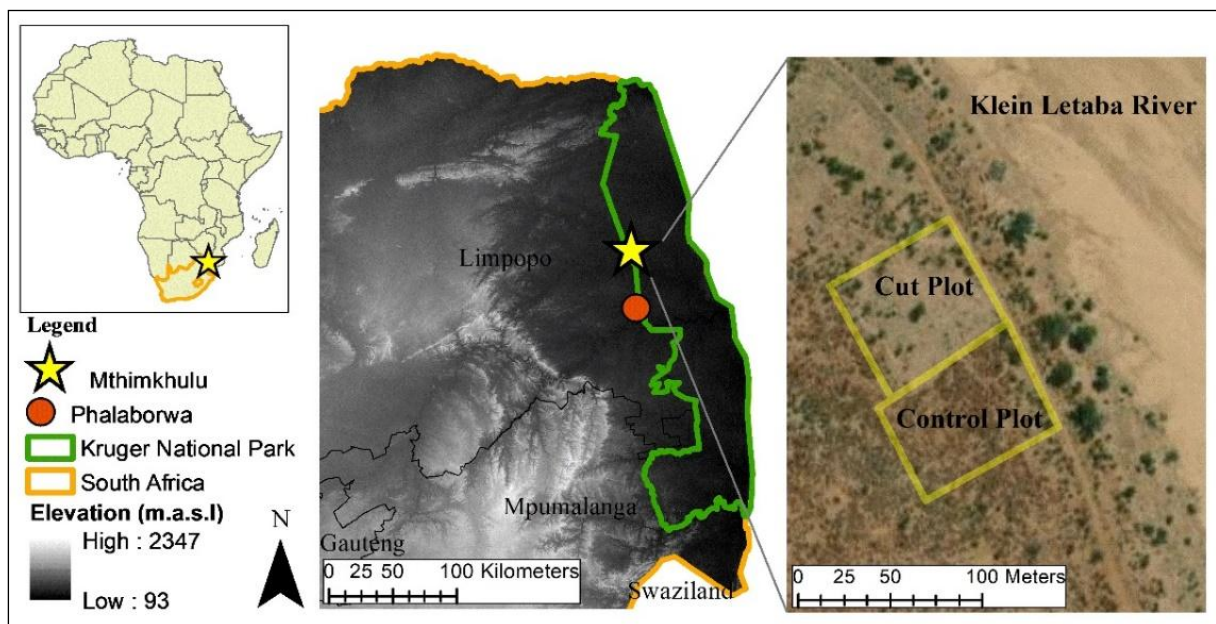 Legend
Mthimkhulu
Phalaborwa
Kruger National Park
South Africa
Elevation (m.a.s.l)
High : 2347
Low : 93
N
Limpopo
Mpumalanga
Gauteng
Swaziland
0 25 50 100 Kilometers
Klein Letaba River
Cut Plot
Control Plot
0 25 50 100 Meters